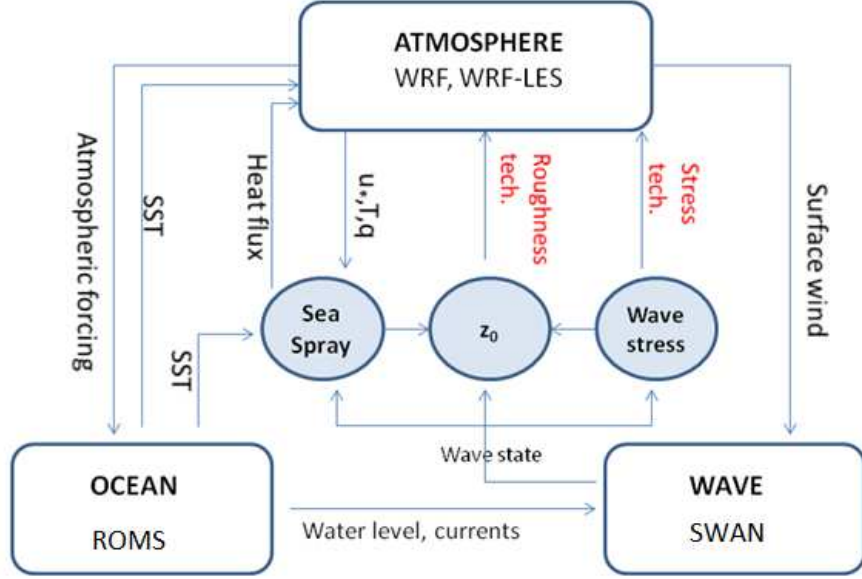 ATMOSPHERE
WRF, WRF-LES
Atmospheric forcing
SST
Heat flux
u*,T,q
Roughness
tech.
Stress
tech.
Surface wind
SST
Sea
Spray
z₀
Wave
stress
Wave state
OCEAN
ROMS
Water level, currents
WAVE
SWAN